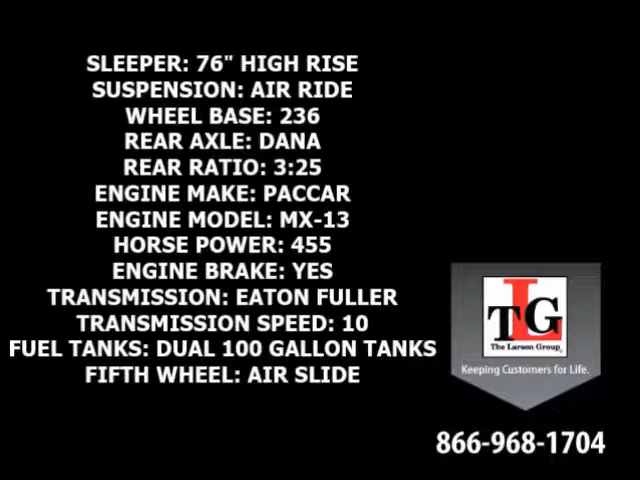 SLEEPER: 76" HIGH RISE
SUSPENSION: AIR RIDE
WHEEL BASE: 236
REAR AXLE: DANA
REAR RATIO: 3:25
ENGINE MAKE: PACCAR
ENGINE MODEL: MX-13
HORSE POWER: 455
ENGINE BRAKE: YES
TRANSMISSION: EATON FULLER
TRANSMISSION SPEED: 10
FUEL TANKS: DUAL 100 GALLON TANKS
FIFTH WHEEL: AIR SLIDE
TLG
The Larson Group
Keeping Customers for Life.
866-968-1704